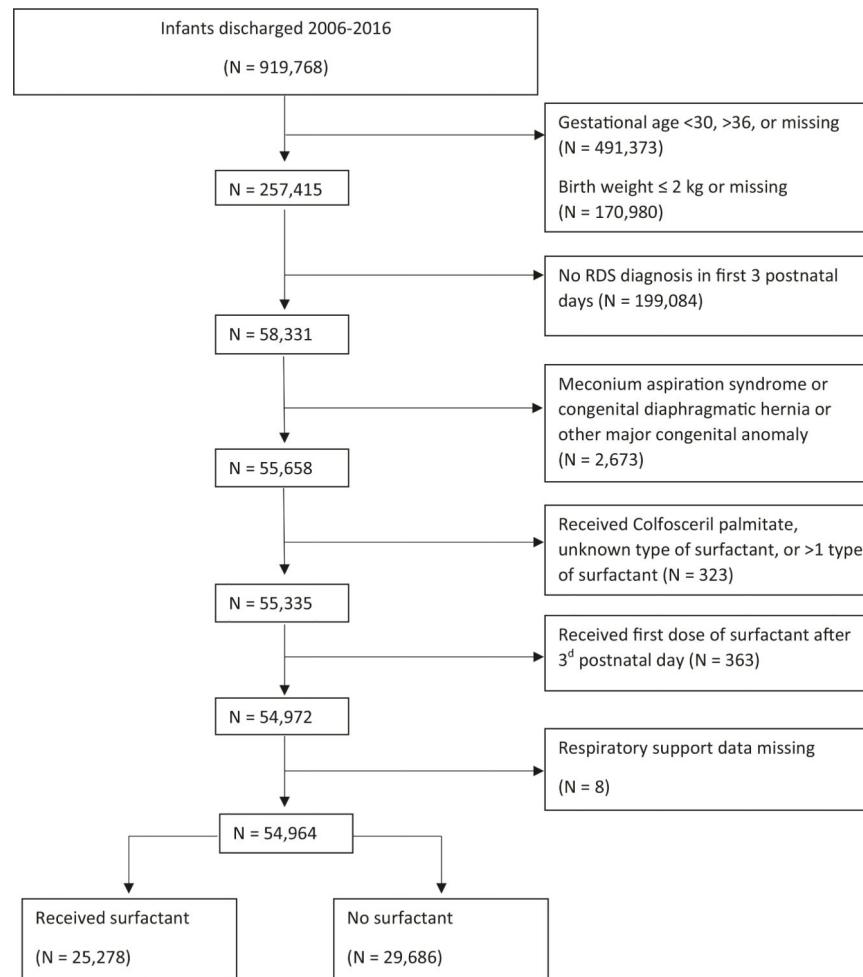 Infants discharged 2006-2016
(N = 919,768)
Gestational age <30, >36, or missing
(N = 491,373)
Birth weight ≤ 2 kg or missing
(N = 170,980)
N = 257,415
No RDS diagnosis in first 3 postnatal
days (N = 199,084)
N = 58,331
Meconium aspiration syndrome or
congenital diaphragmatic hernia or
other major congenital anomaly
(N = 2,673)
N = 55,658
Received Colfosceril palmitate,
unknown type of surfactant, or >1 type
of surfactant (N = 323)
N = 55,335
Received first dose of surfactant after
3d postnatal day (N = 363)
N = 54,972
Respiratory support data missing
(N = 8)
N = 54,964
Received surfactant
(N = 25,278)
No surfactant
(N = 29,686)